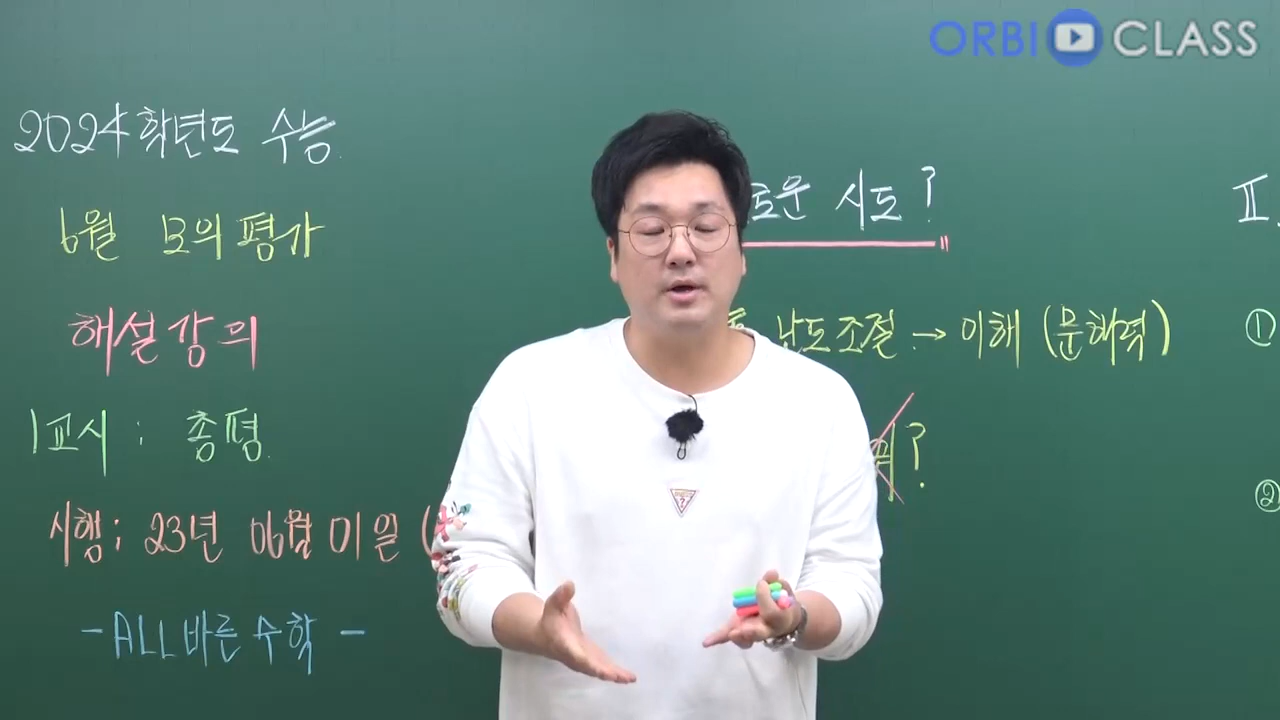 ORBI CLASS
2024학년도 수능
6월 모의평가
해설강의
1교시 : 총평
시행 : 23년 06월 01일 (
- ALL바른 수학 -
로운 시도?
난도조절 → 이해 (문해력)
?
II.
①
②
?